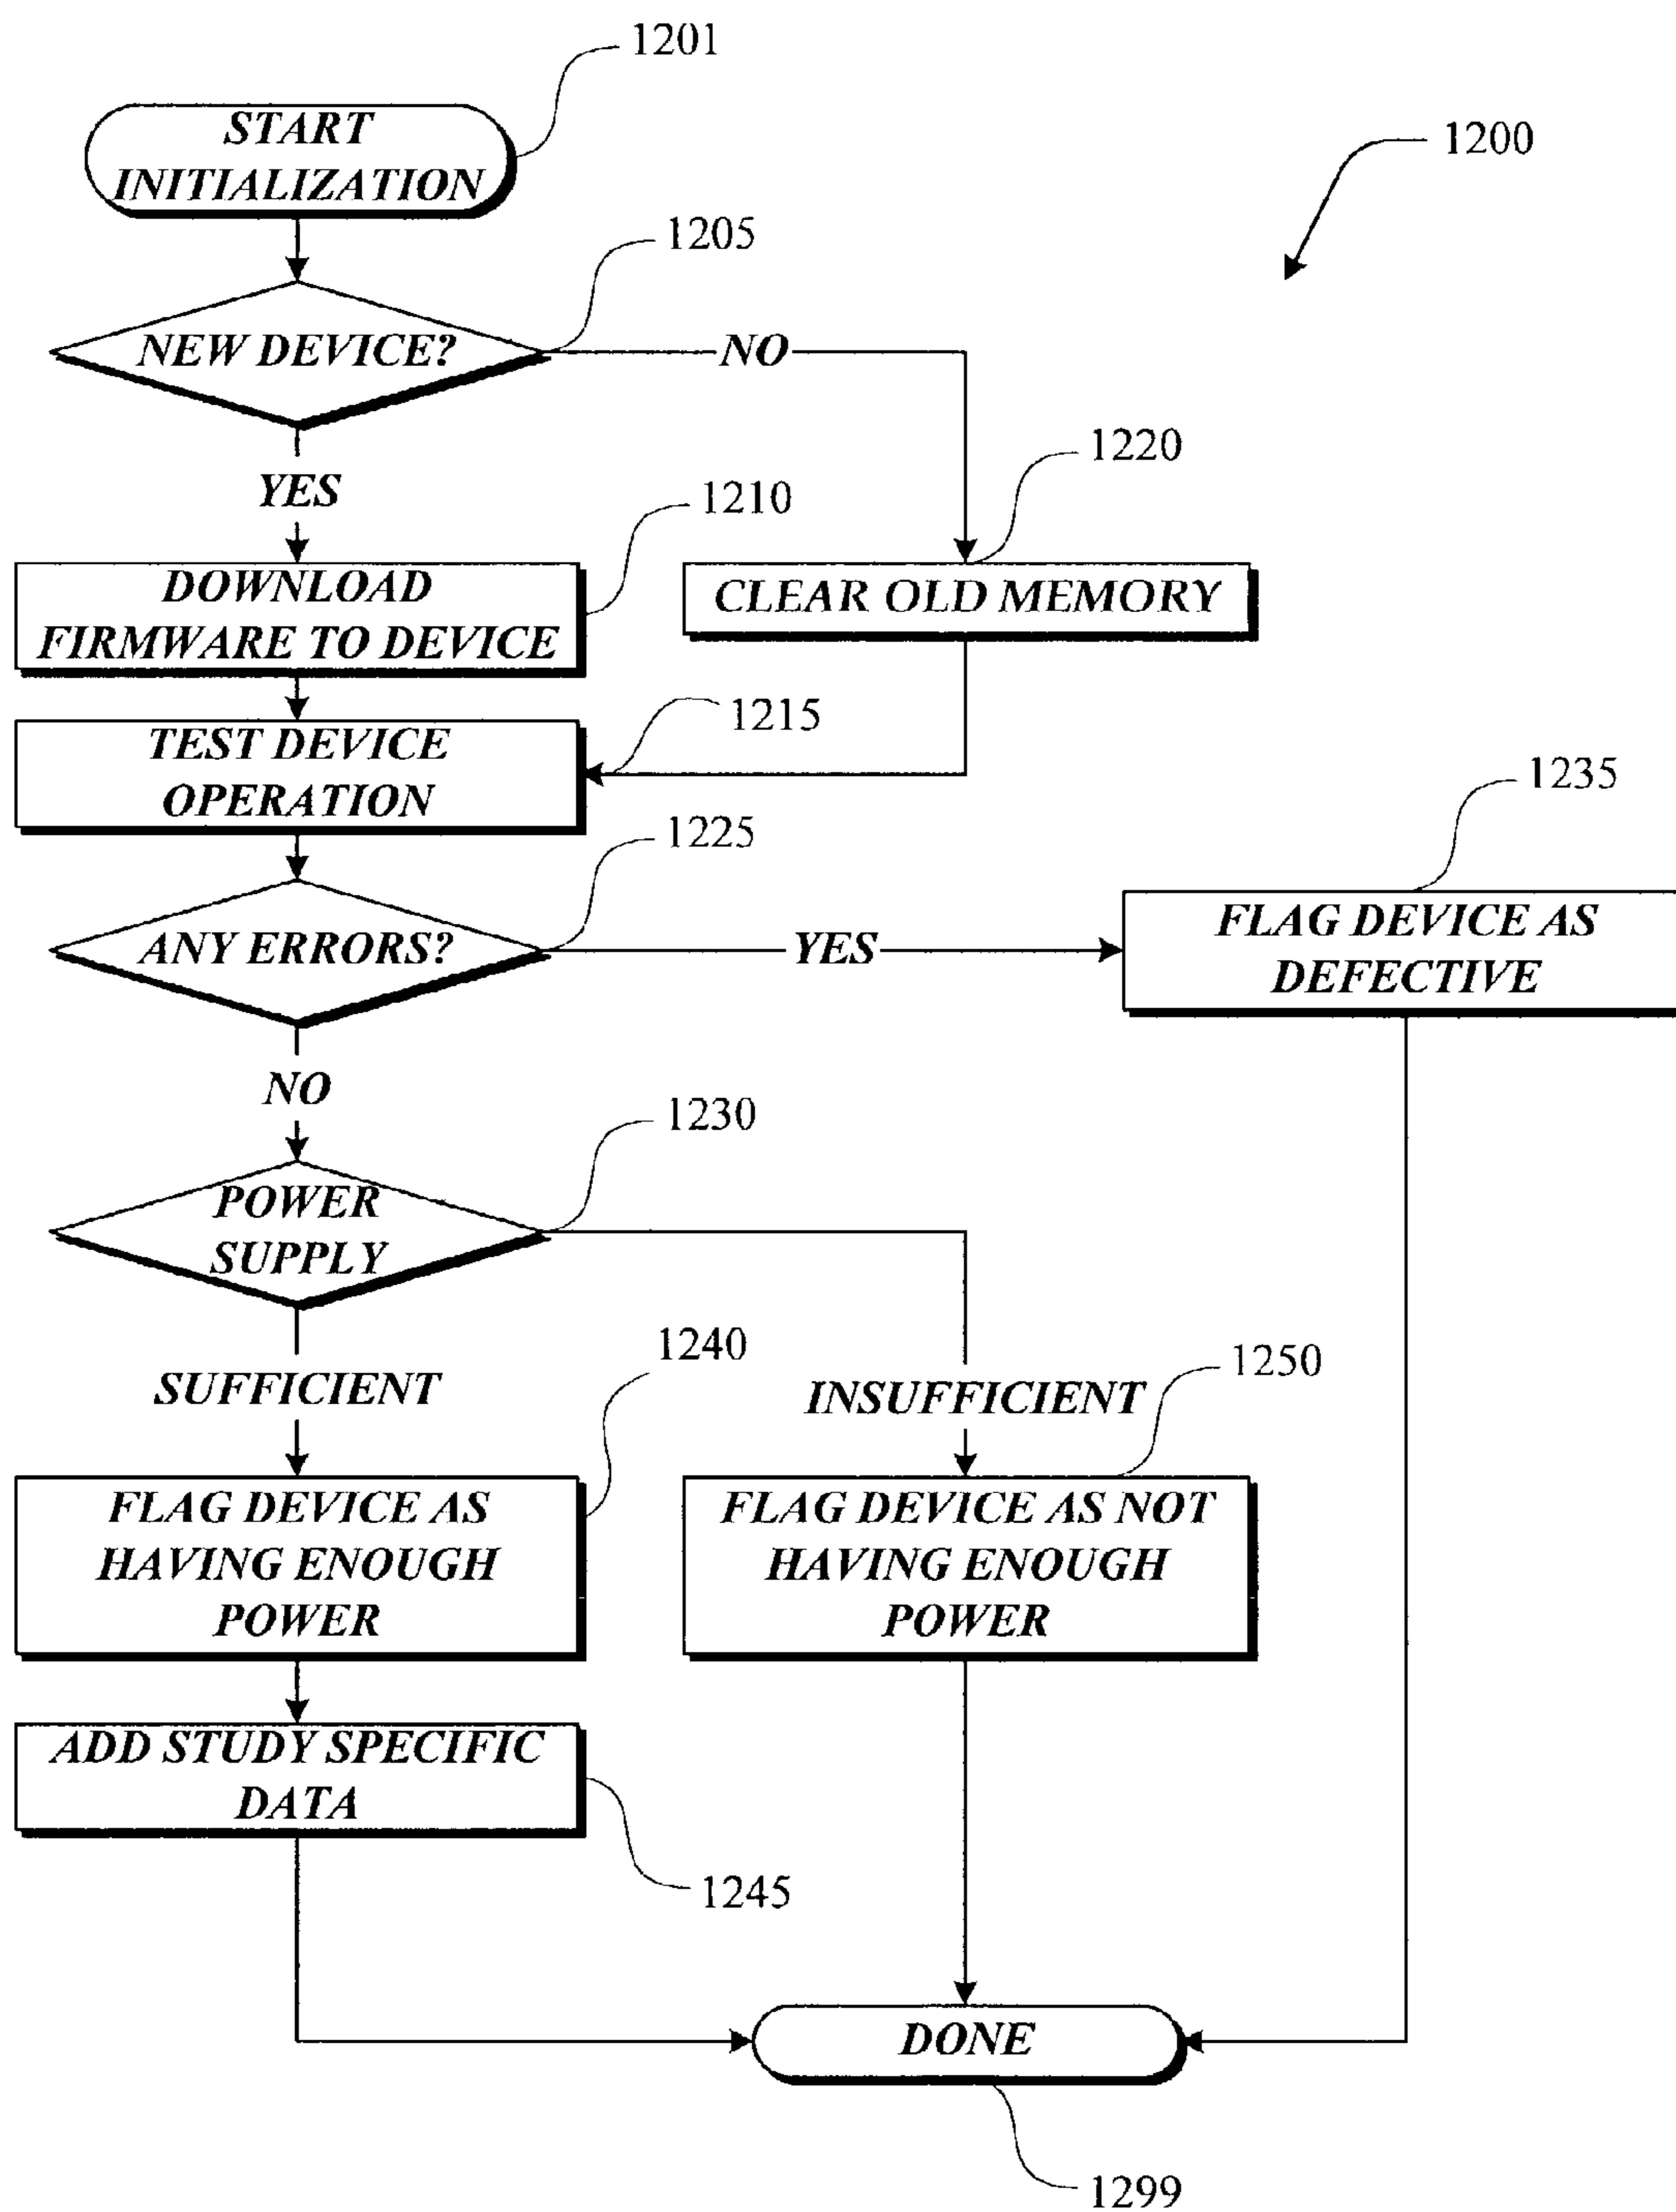 1201
START
INITIALIZATION
1200
1205
NEW DEVICE?
NO
1220
YES
1210
DOWNLOAD
FIRMWARE TO DEVICE
CLEAR OLD MEMORY
1215
TEST DEVICE
OPERATION
1235
1225
ANY ERRORS?
YES
FLAG DEVICE AS
DEFECTIVE
NO
1230
POWER
SUPPLY
1240
SUFFICIENT
1250
INSUFFICIENT
FLAG DEVICE AS
HAVING ENOUGH
POWER
FLAG DEVICE AS NOT
HAVING ENOUGH
POWER
ADD STUDY SPECIFIC
DATA
1245
DONE
1299